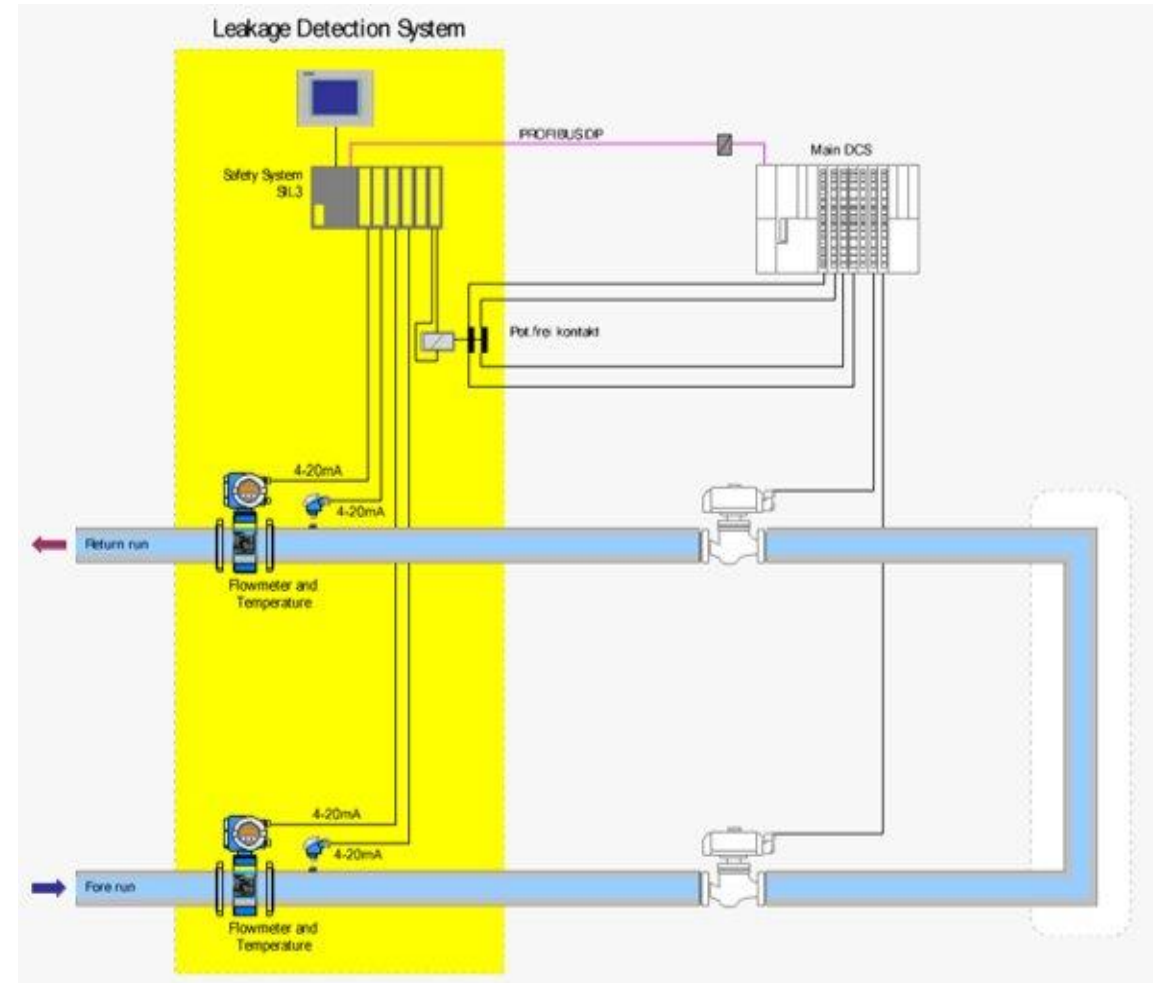 Leakage Detection System
PROFIBUS DP
Main DCS
Safety System
SIL3
Pot.frei kontakt
4-20mA
4-20mA
Return run
Flowmeter and
Temperature
4-20mA
4-20mA
Fore run
Flowmeter and
Temperature